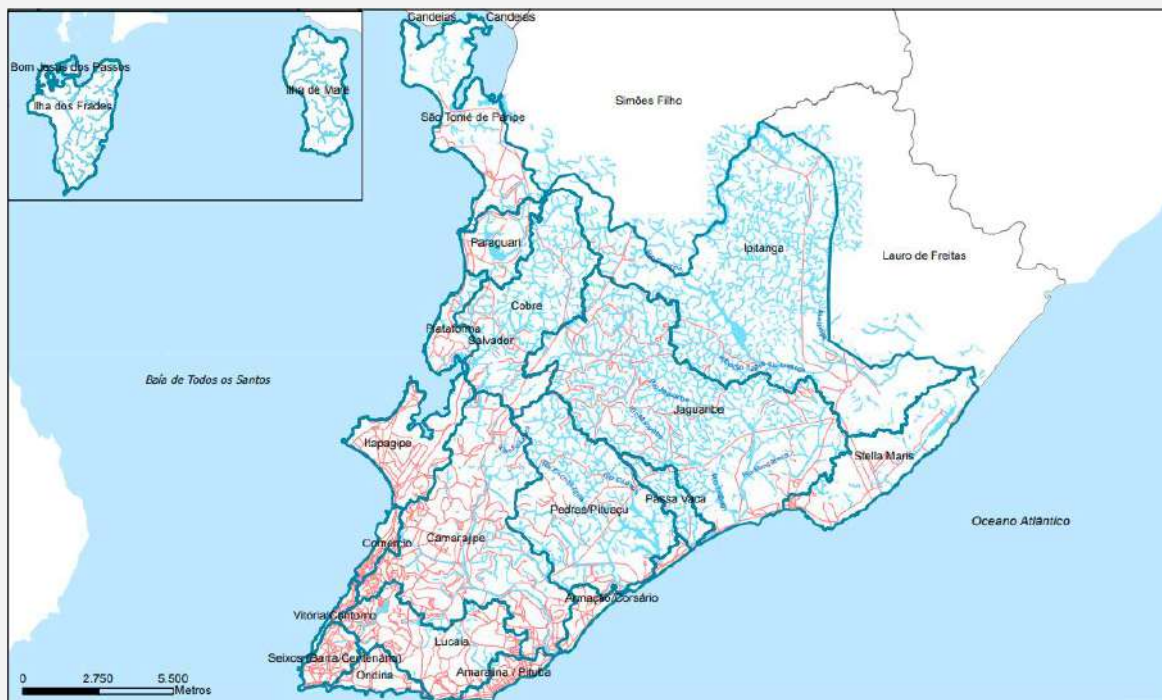 Candeias Candeias
Bom Jesus dos Passos
Ilha de Maré
Ilha dos Frades
Simões Filho
São Tomé de Paripe
Paraguari
Ipitanga
Lauro de Freitas
Cobre
Plataforma
Salvador
Baía de Todos os Santos
Jaguaribe
Itapagipe
Stella Maris
Passa Vaca
Pedras/Pituaçu
Oceano Atlântico
Camarajipe
Comércio
Armação/Corsário
Vitória/Contorno
Lucaia
Seixos (Barra/Centenário)
Ondina
Amaralina / Pituba
0 2.750 5.500
Metros